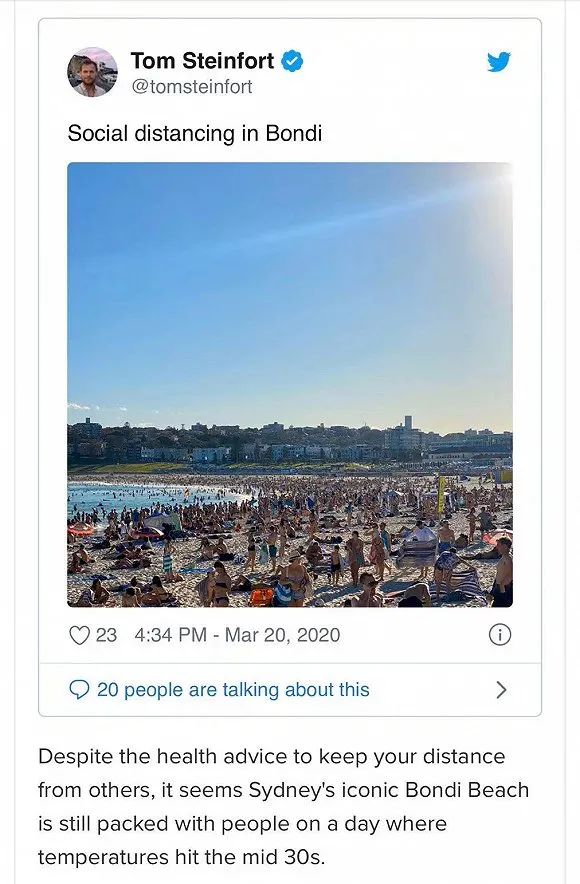 Tom Steinfort
@tomsteinfort
Social distancing in Bondi
23 4:34 PM - Mar 20, 2020
20 people are talking about this
Despite the health advice to keep your distance
from others, it seems Sydney's iconic Bondi Beach
is still packed with people on a day where
temperatures hit the mid 30s.